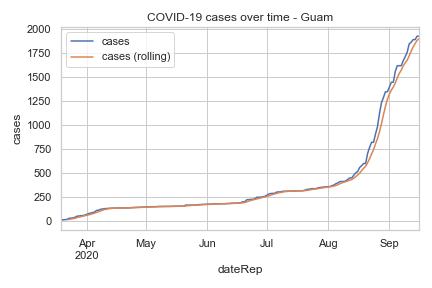 COVID-19 cases over time - Guam
cases
cases (rolling)
2000
1750
1500
1250
1000
750
500
250
0
cases
Apr
2020
May
Jun
Jul
Aug
Sep
dateRep